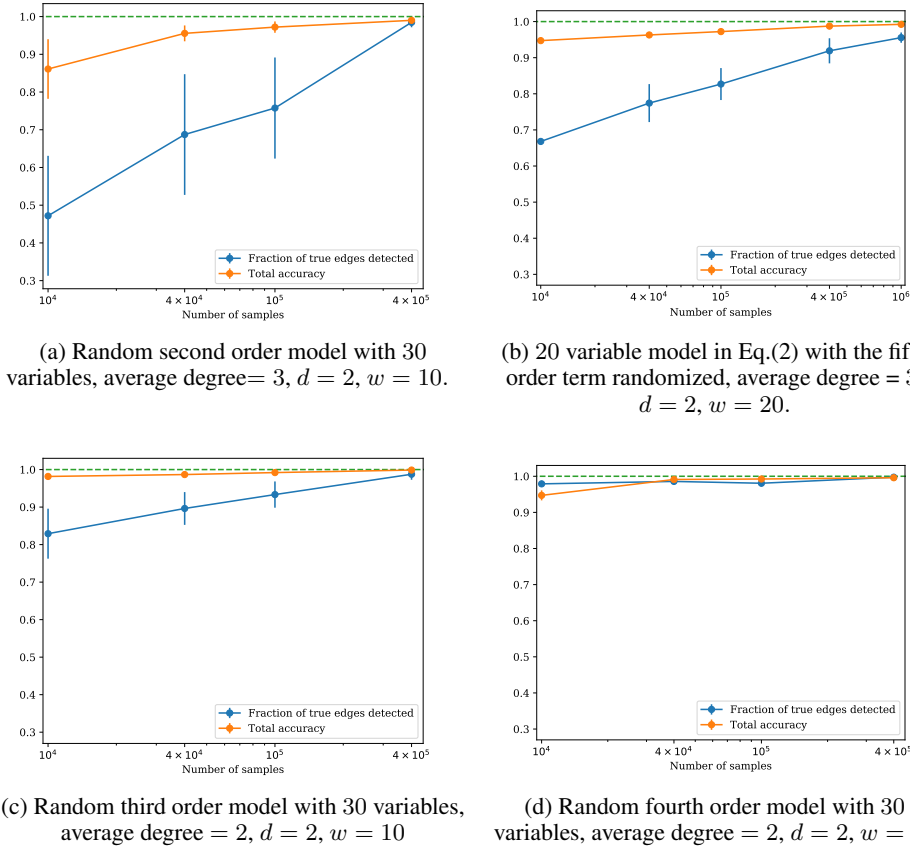 1.0
0.9
0.8
0.7
0.6
0.5
0.4
0.3
10⁴
4 × 10⁴
10⁵
4 × 10⁵
Number of samples
Fraction of true edges detected
Total accuracy
(a) Random second order model with 30
variables, average degree= 3, d = 2, w = 10.
1.0
0.9
0.8
0.7
0.6
0.5
0.4
0.3
10⁴
4 × 10⁴
10⁵
4 × 10⁵
10⁶
Number of samples
Fraction of true edges detected
Total accuracy
(b) 20 variable model in Eq.(2) with the fif
order term randomized, average degree = 3
d = 2, w = 20.
1.0
0.9
0.8
0.7
0.6
0.5
0.4
0.3
10⁴
4 × 10⁴
10⁵
4 × 10⁵
Number of samples
Fraction of true edges detected
Total accuracy
(c) Random third order model with 30 variables,
average degree = 2, d = 2, w = 10
1.0
0.9
0.8
0.7
0.6
0.5
0.4
0.3
10⁴
4 × 10⁴
10⁵
4 × 10⁵
Number of samples
Fraction of true edges detected
Total accuracy
(d) Random fourth order model with 30
variables, average degree = 2, d = 2, w =